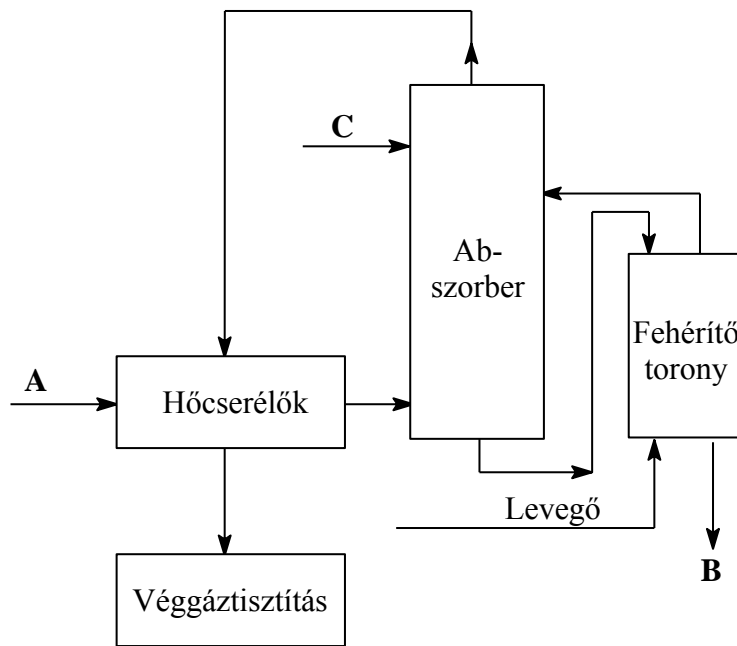 C
Ab-
szorber
Fehérítő
torony
A
Hőcserélők
Levegő
B
Véggáztisztítás